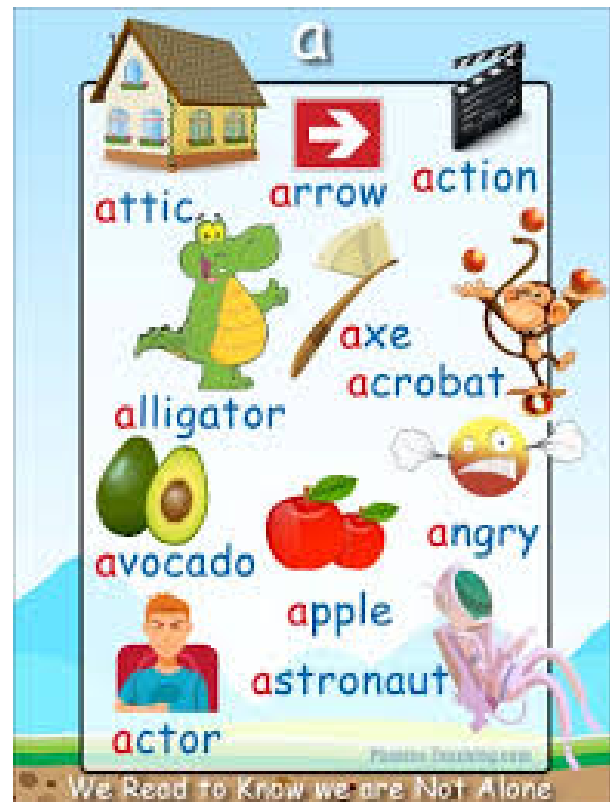 a
attic
arrow
action
axe
acrobat
alligator
angry
avocado
apple
astronaut
actor
We Read to Know we are Not Alone